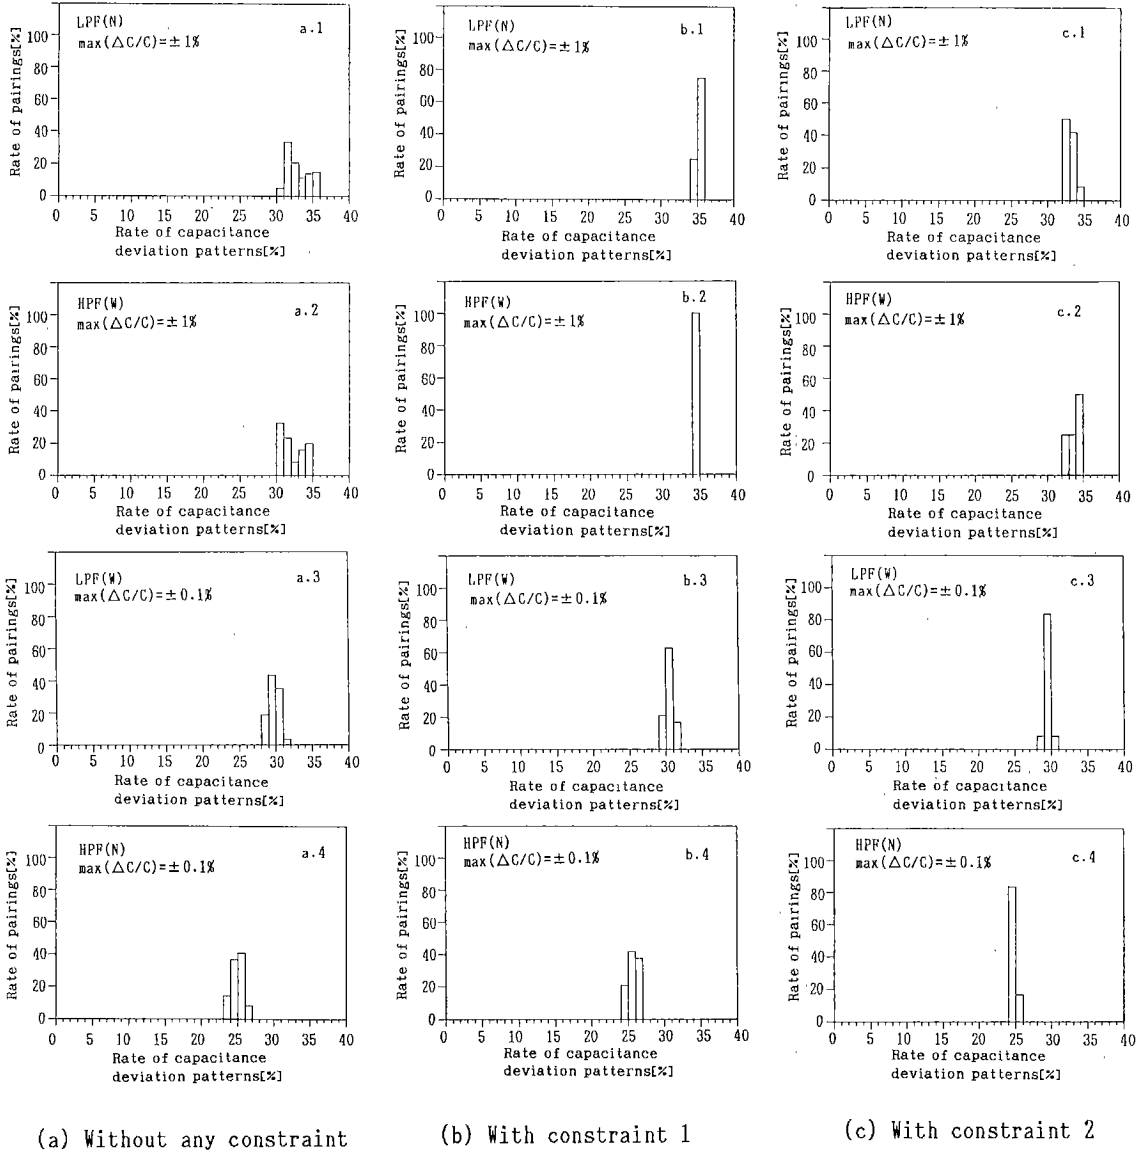 LPF(N)
max(△C/C)=±1%
a.1
Rate of pairings[%]
100
80
60
40
20
0
0 5 10 15 20 25 30 35 40
Rate of capacitance
deviation patterns[%]
LPF(N)
max(△C/C)=±1%
b.1
Rate of pairings[%]
100
80
60
40
20
0
0 5 10 15 20 25 30 35 40
Rate of capacitance
deviation patterns[%]
LPF(N)
max(△C/C)=±1%
c.1
Rate of pairings[%]
100
80
60
40
20
0
0 5 10 15 20 25 30 35 40
Rate of capacitance
deviation patterns[%]
HPF(W)
max(△C/C)=±1%
a.2
Rate of pairings[%]
100
80
60
40
20
0
0 5 10 15 20 25 30 35 40
Rate of capacitance
deviation patterns[%]
HPF(W)
max(△C/C)=±1%
b.2
Rate of pairings[%]
100
80
60
40
20
0
0 5 10 15 20 25 30 35 40
Rate of capacitance
deviation patterns[%]
HPF(W)
max(△C/C)=±1%
c.2
Rate of pairings[%]
100
80
60
40
20
0
0 5 10 15 20 25 30 35 40
Rate of capacitance
deviation patterns[%]
LPF(W)
max(△C/C)=±0.1%
a.3
Rate of pairings[%]
100
80
60
40
20
0
0 5 10 15 20 25 30 35 40
Rate of capacitance
deviation patterns[%]
LPF(W)
max(△C/C)=±0.1%
b.3
Rate of pairings[%]
100
80
60
40
20
0
0 5 10 15 20 25 30 35 40
Rate of capacitance
deviation patterns[%]
LPF(W)
max(△C/C)=±0.1%
c.3
Rate of pairings[%]
100
80
60
40
20
0
0 5 10 15 20 25 30 35 40
Rate of capacitance
deviation patterns[%]
HPF(N)
max(△C/C)=±0.1%
a.4
Rate of pairings[%]
100
80
60
40
20
0
0 5 10 15 20 25 30 35 40
Rate of capacitance
deviation patterns[%]
HPF(N)
max(△C/C)=±0.1%
b.4
Rate of pairings[%]
100
80
60
40
20
0
0 5 10 15 20 25 30 35 40
Rate of capacitance
deviation patterns[%]
HPF(N)
max(△C/C)=±0.1%
c.4
Rate of pairings[%]
100
80
60
40
20
0
0 5 10 15 20 25 30 35 40
Rate of capacitance
deviation patterns[%]
(a) Without any constraint
(b) With constraint 1
(c) With constraint 2